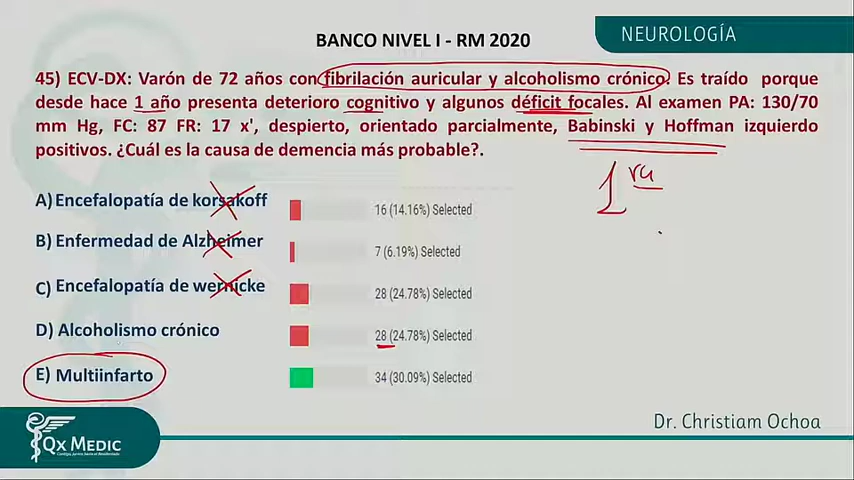 NEUROLOGÍA
BANCO NIVEL I - RM 2020
45) ECV-DX: Varón de 72 años con fibrilación auricular y alcoholismo crónico. Es traído porque
desde hace 1 año presenta deterioro cognitivo y algunos déficit focales. Al examen PA: 130/70
mm Hg, FC: 87 FR: 17 x', despierto, orientado parcialmente, Babinski y Hoffman izquierdo
positivos. ¿Cuál es la causa de demencia más probable?.
1 ra
A) Encefalopatía de korsakoff 16 (14.16%) Selected
B) Enfermedad de Alzheimer 7 (6.19%) Selected
C) Encefalopatía de wernicke 28 (24.78%) Selected
D) Alcoholismo crónico 28 (24.78%) Selected
E) Multiinfarto 34 (30.09%) Selected
Dr. Christiam Ochoa
QX MEDIC